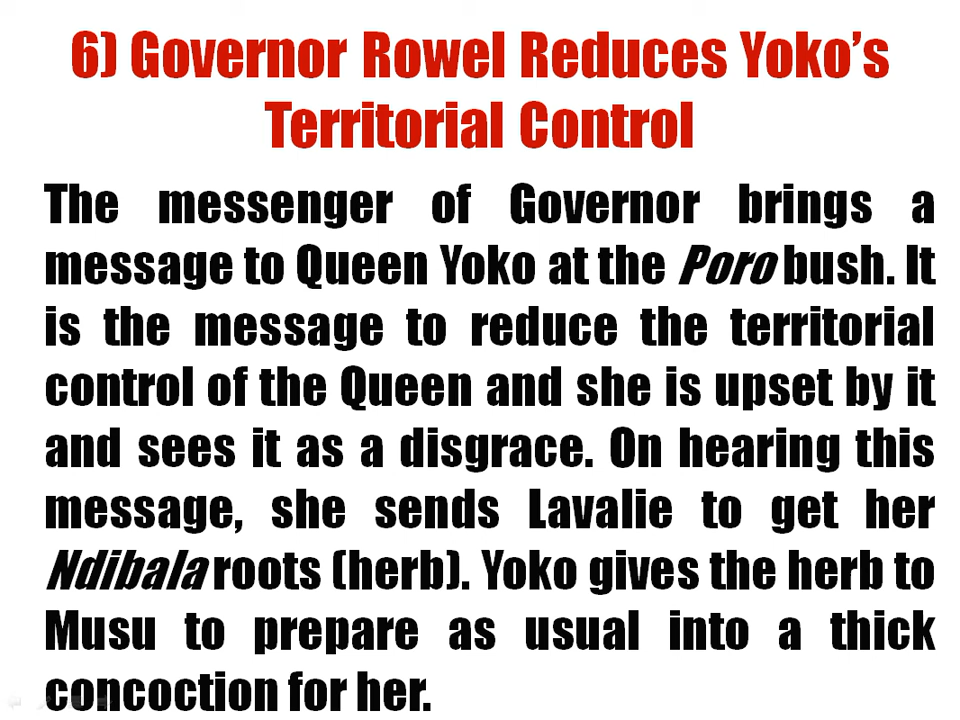 6) Governor Rowel Reduces Yoko’s
Territorial Control
The messenger of Governor brings a
message to Queen Yoko at the Poro bush. It
is the message to reduce the territorial
control of the Queen and she is upset by it
and sees it as a disgrace. On hearing this
message, she sends Lavalie to get her
Ndibala roots (herb). Yoko gives the herb to
Musu to prepare as usual into a thick
concoction for her.